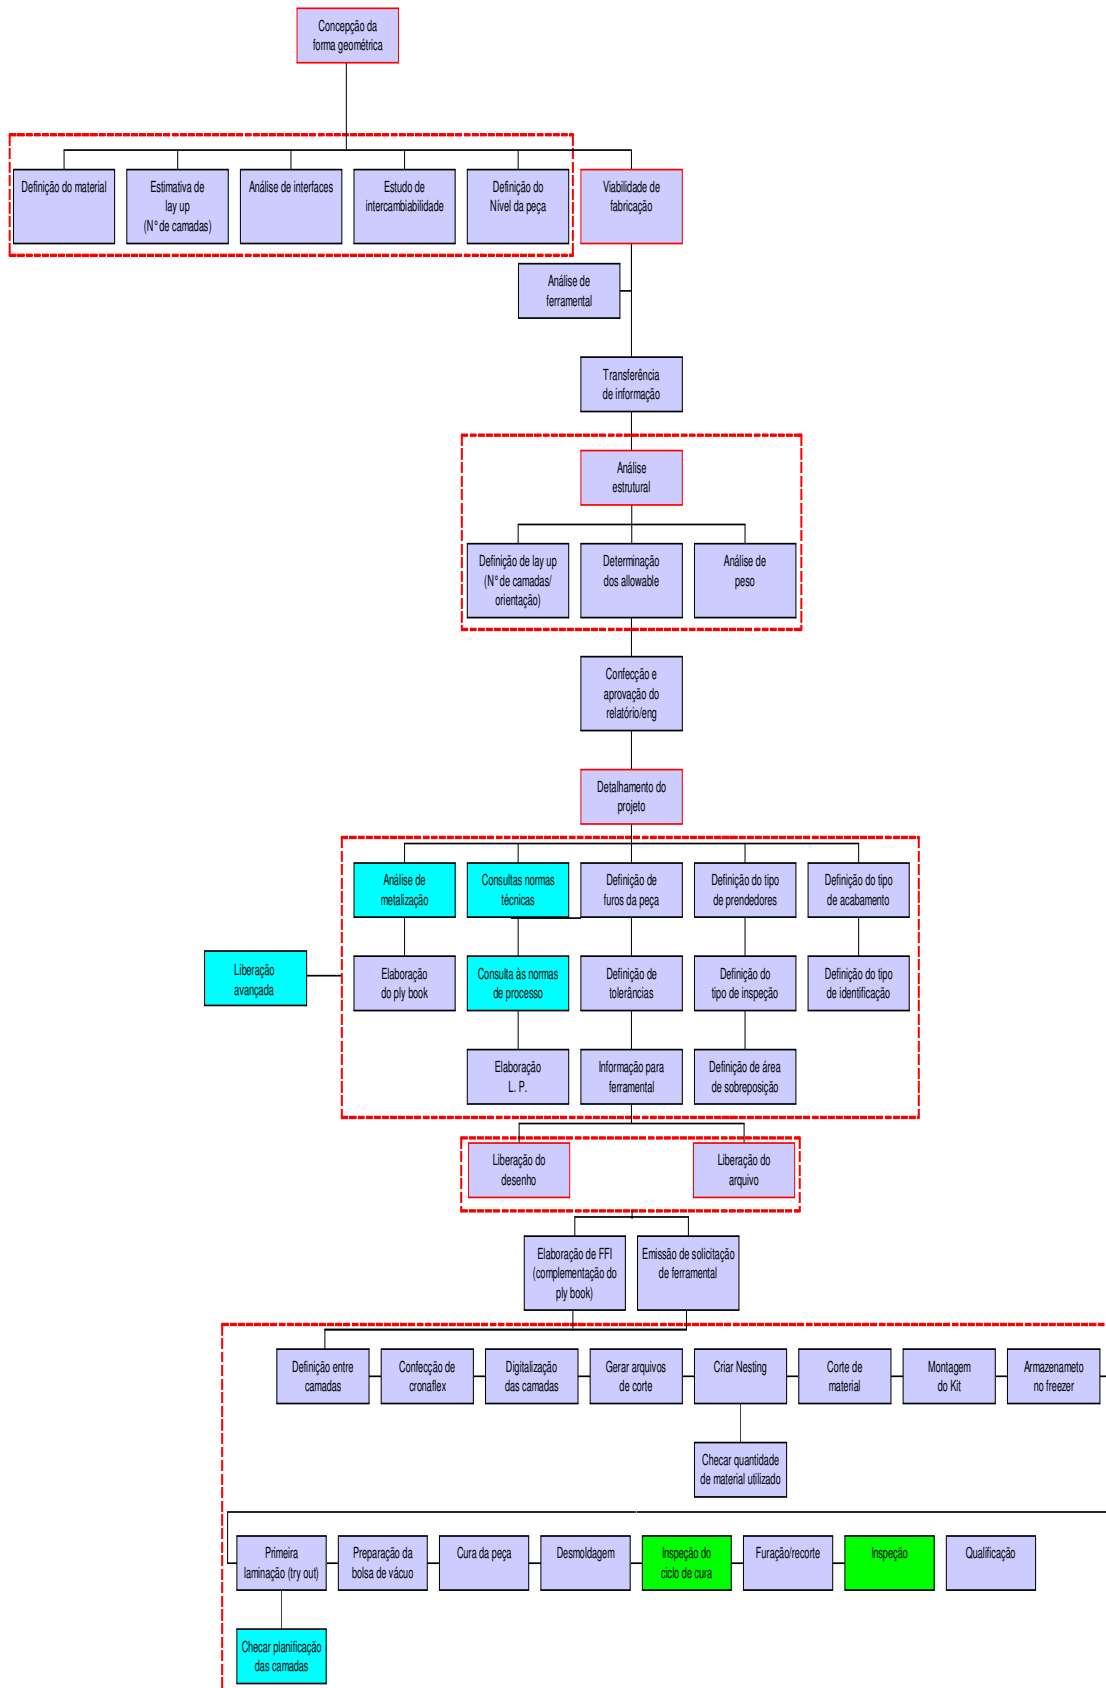 Concepção da
forma geométrica
Definição do material
Estimativa de
lay up
(N° de camadas)
Análise de interfaces
Estudo de
intercambiabilidade
Definição do
Nível da peça
Viabilidade de
fabricação
Análise de
ferramental
Transferência
de informação
Análise
estrutural
Definição de lay up
(N° de camadas/
orientação)
Determinação
dos allowable
Análise de
peso
Confecção e
aprovação do
relatório/eng
Detalhamento do
projeto
Análise de
metalização
Consultas normas
técnicas
Definição de
furos da peça
Definição do tipo
de prendedores
Definição do tipo
de acabamento
Liberação
avançada
Elaboração
do ply book
Consulta às normas
de processo
Definição de
tolerâncias
Definição do
tipo de inspeção
Definição do tipo
de identificação
Elaboração
L. P.
Informação para
ferramental
Definição de área
de sobreposição
Liberação do
desenho
Liberação do
arquivo
Elaboração de FFI
(complementação do
ply book)
Emissão de solicitação
de ferramental
Definição entre
camadas
Confecção de
cronaflex
Digitalização
das camadas
Gerar arquivos
de corte
Criar Nesting
Corte de
material
Montagem
do Kit
Armazenameto
no freezer
Checar quantidade
de material utilizado
Primeira
laminação (try out)
Preparação da
bolsa de vácuo
Cura da peça
Desmoldagem
Inspeção do
ciclo de cura
Furação/recorte
Inspeção
Qualificação
Checar planificação
das camadas